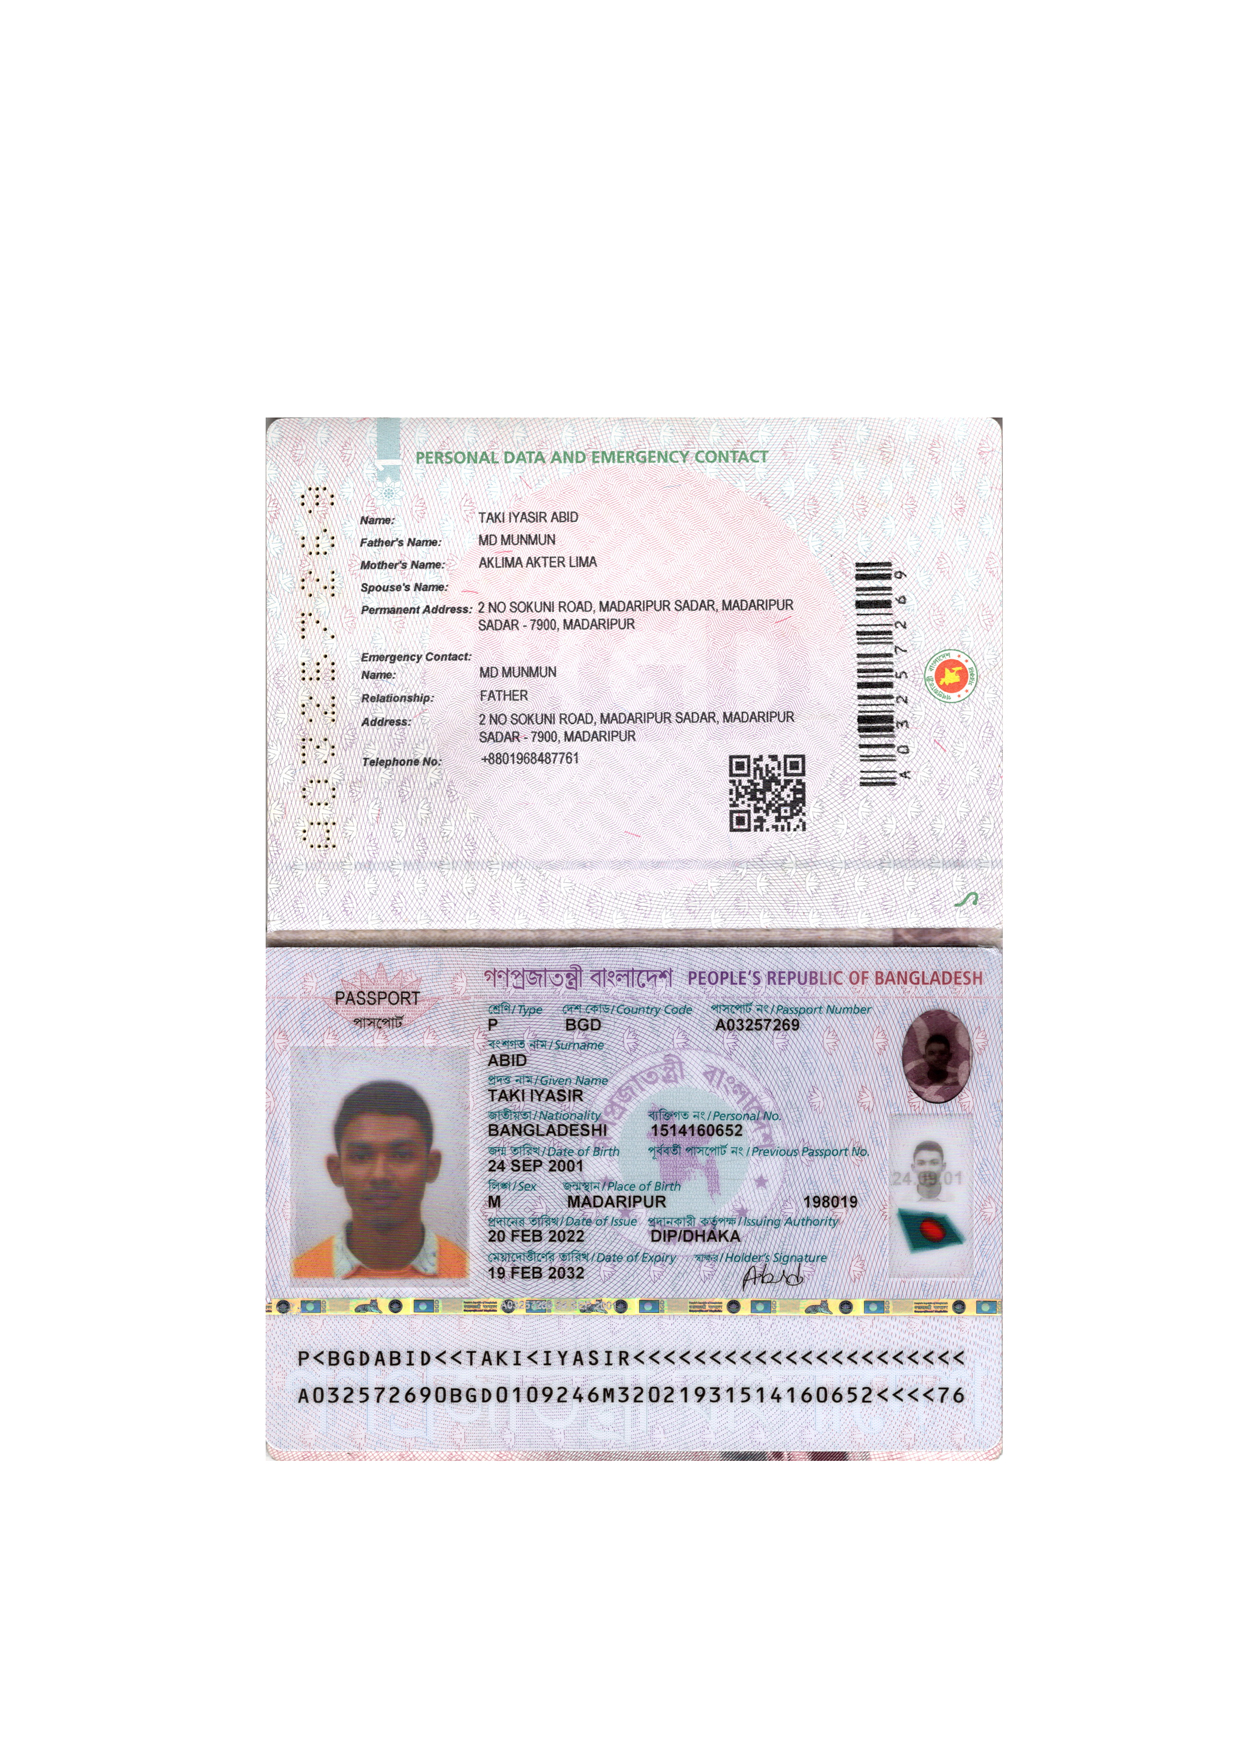 1
PERSONAL DATA AND EMERGENCY CONTACT
A03257269
Name: TAKI IYASIR ABID
Father's Name: MD MUNMUN
Mother's Name: AKLIMA AKTER LIMA
Spouse's Name:
Permanent Address: 2 NO SOKUNI ROAD, MADARIPUR SADAR, MADARIPUR
SADAR - 7900, MADARIPUR
Emergency Contact:
Name: MD MUNMUN
Relationship: FATHER
Address: 2 NO SOKUNI ROAD, MADARIPUR SADAR, MADARIPUR
SADAR - 7900, MADARIPUR
Telephone No: +8801968487761
A03257269
গণপ্রজাতন্ত্রী বাংলাদেশ PEOPLE'S REPUBLIC OF BANGLADESH
PASSPORT
পাসপোর্ট
শ্রেণি/Type দেশ কোড/Country Code পাসপোর্ট নং/Passport Number
P BGD A03257269
বংশগত নাম/Surname
ABID
প্রদত্ত নাম/Given Name
TAKI IYASIR
জাতীয়তা/Nationality ব্যক্তিগত নং/Personal No.
BANGLADESHI 1514160652
জন্ম তারিখ/Date of Birth পূর্ববর্তী পাসপোর্ট নং/Previous Passport No.
24 SEP 2001
লিঙ্গ/Sex জন্মস্থান/Place of Birth
M MADARIPUR 198019
প্রদানের তারিখ/Date of Issue প্রদানকারী কর্তৃপক্ষ/Issuing Authority
20 FEB 2022 DIP/DHAKA
মেয়াদোত্তীর্ণের তারিখ/Date of Expiry স্বাক্ষর/Holder's Signature
19 FEB 2032 Abid
24.09.01
P<BGDABID<<TAKI<IYASIR<<<<<<<<<<<<<<<<<<<<<<
A032572690BGD0109246M32021931514160652<<<<76